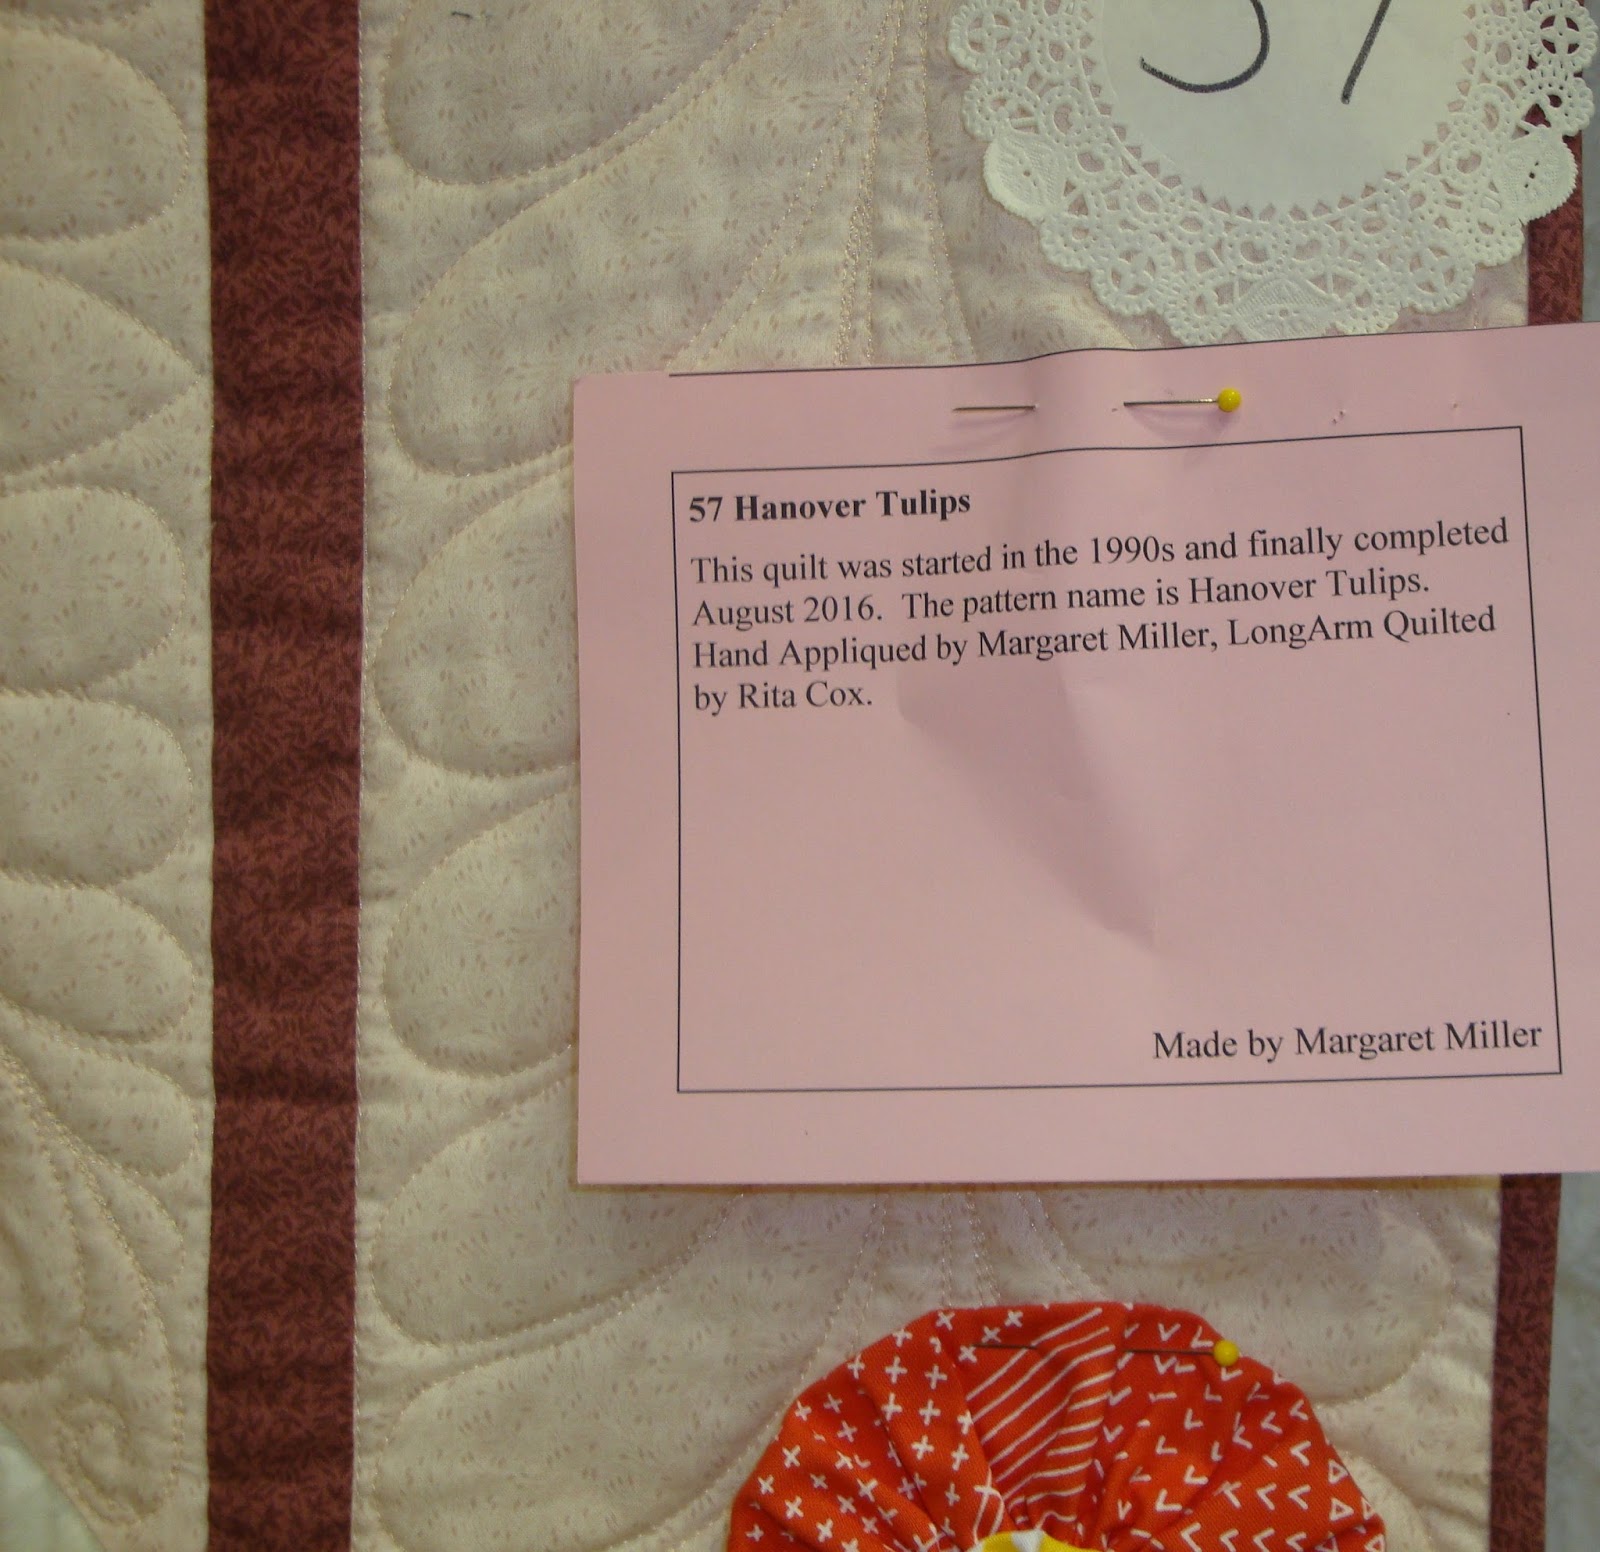 57
57 Hanover Tulips
This quilt was started in the 1990s and finally completed
August 2016.  The pattern name is Hanover Tulips.
Hand Appliqued by Margaret Miller, LongArm Quilted
by Rita Cox.
Made by Margaret Miller